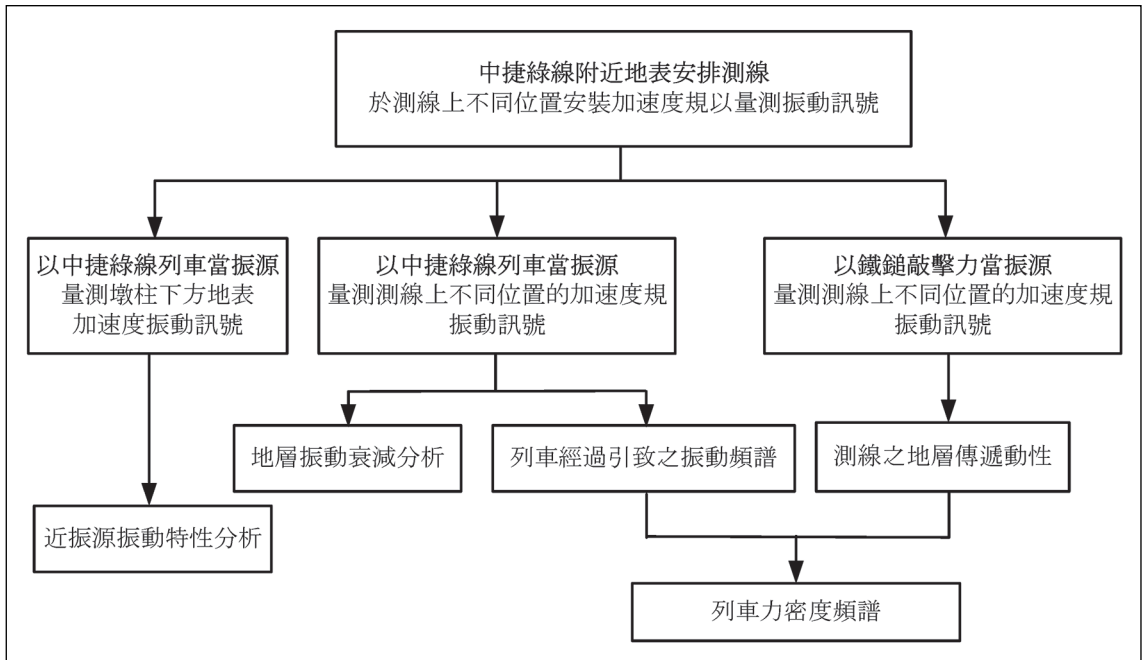 中捷綠線附近地表安排測線
於測線上不同位置安裝加速度規以量測振動訊號
以中捷綠線列車當振源
量測墩柱下方地表
加速度振動訊號
以中捷綠線列車當振源
量測測線上不同位置的加速度規
振動訊號
以鐵鎚敲擊力當振源
量測測線上不同位置的加速度規
振動訊號
地層振動衰減分析
列車經過引致之振動頻譜
測線之地層傳遞動性
近振源振動特性分析
列車力密度頻譜